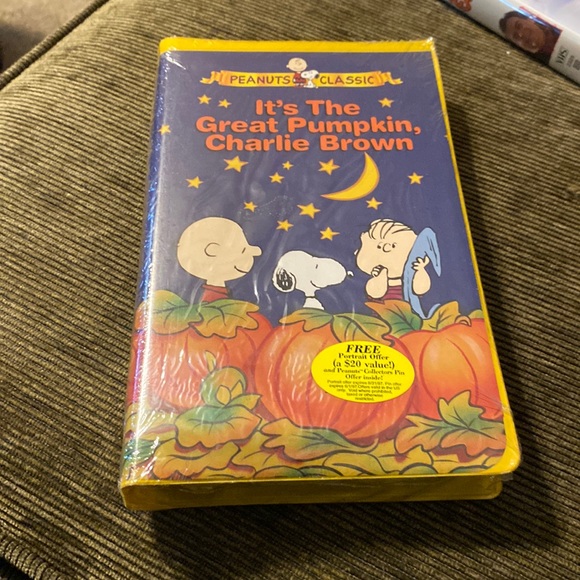 PEANUTS CLASSIC
It's The
Great Pumpkin,
Charlie Brown
FREE
Portrait Offer
(a $20 value!)
and Peanuts Collectors Pin
Offer inside!
VHS